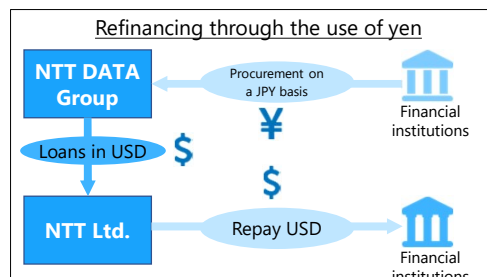 Refinancing through the use of yen
NTT DATA
Group
Procurement on
a JPY basis
Financial
institutions
¥
Loans in USD
$
$
NTT Ltd.
Repay USD
Financial
institutions